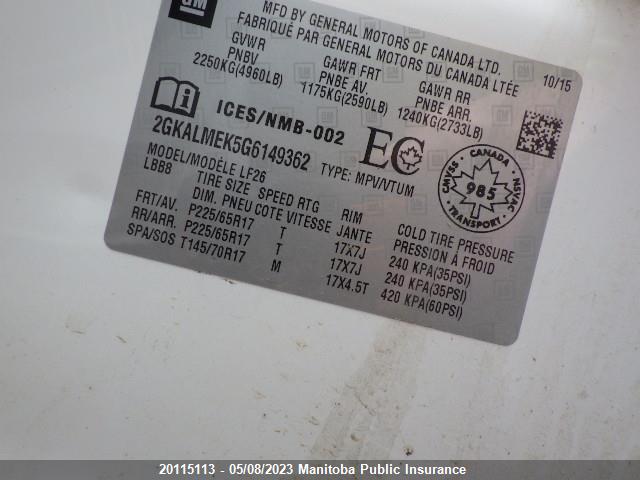 GM
MFD BY GENERAL MOTORS OF CANADA LTD.
FABRIQUÉ PAR GENERAL MOTORS DU CANADA LTÉE
GVWR GAWR FRT GAWR RR 10/15
PNBV PNBE AV. PNBE ARR.
2250KG(4960LB) 1175KG(2590LB) 1240KG(2733LB)
ICES/NMB-002 EC
2GKALMEK5G6149362 TYPE: MPV/VTUM
CANADA
CMVSS 985 NSVAC
TRANSPORT
MODEL/MODÈLE LF26
LBB8 TIRE SIZE SPEED RTG RIM COLD TIRE PRESSURE
DIM. PNEU COTE VITESSE JANTE PRESSION À FROID
FRT/AV. P225/65R17 T 17X7J 240 KPA(35PSI)
RR/ARR. P225/65R17 T 17X7J 240 KPA(35PSI)
SPA/SOS T145/70R17 M 17X4.5T 420 KPA(60PSI)
20115113 - 05/08/2023 Manitoba Public Insurance